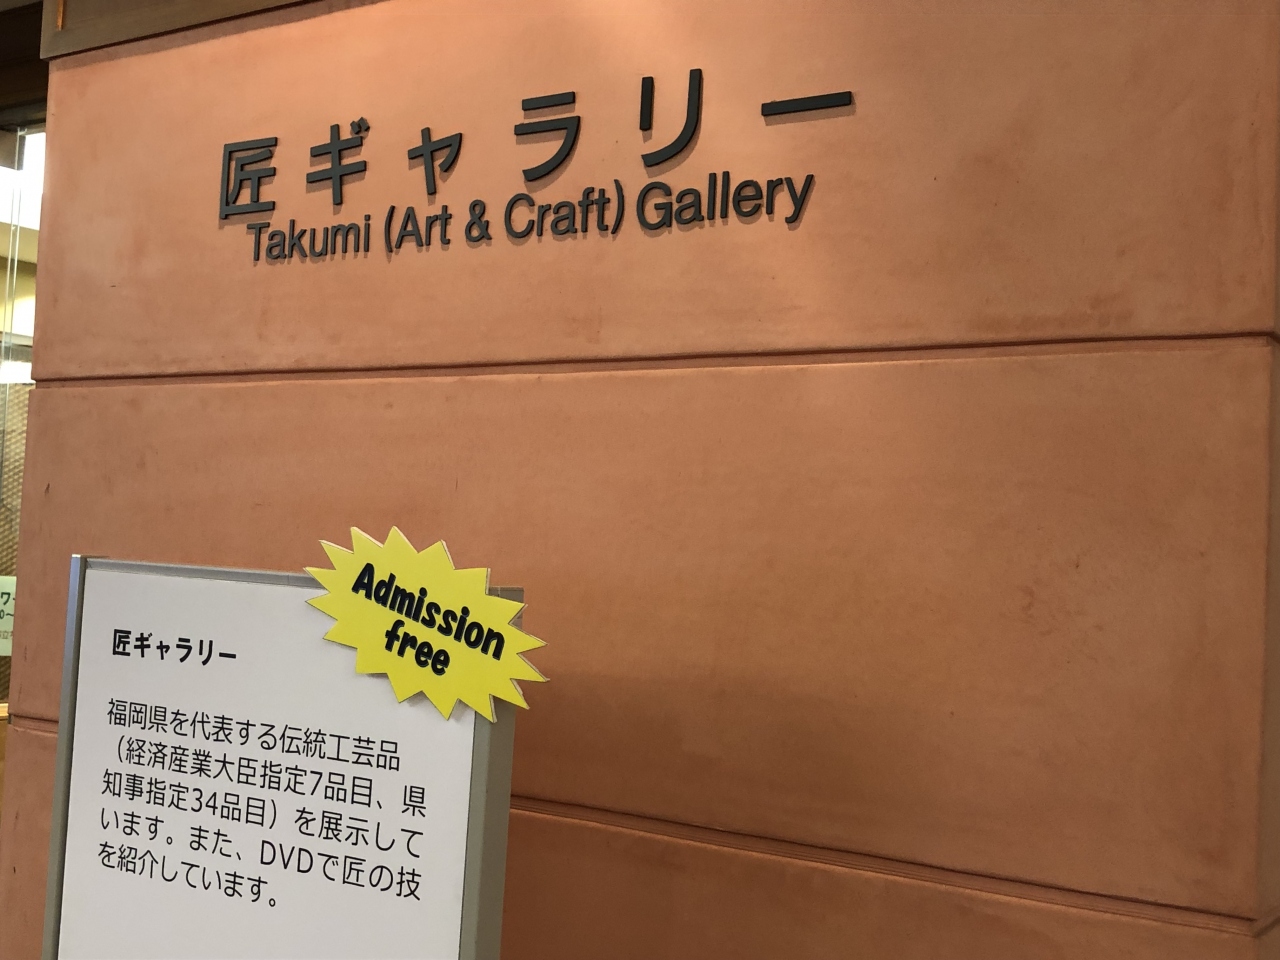 匠ギャラリー
Takumi (Art & Craft) Gallery
Admission
free
匠ギャラリー
福岡県を代表する伝統工芸品
（経済産業大臣指定7品目、県
知事指定34品目）を展示して
います。また、DVDで匠の技
を紹介しています。